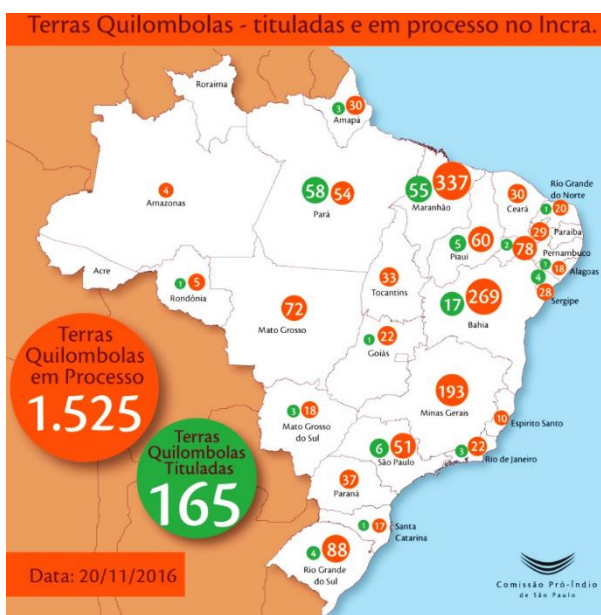 Terras Quilombolas - tituladas e em processo no Incra.
Roraima
3 30
Amapá
4
Amazonas
58 54
Pará
55 337
Maranhão
30
Ceará
Rio Grande
do Norte
1 20
29
Paraíba
5 60
Piauí
2 78
Pernambuco
1 18
Alagoas
4 28
Sergipe
Acre
1 5
Rondônia
33
Tocantins
17 269
Bahia
72
Mato Grosso
1 22
Goiás
193
Minas Gerais
10
Espirito Santo
3 18
Mato Grosso
do Sul
6 51
São Paulo
3 22
Rio de Janeiro
37
Paraná
1 17
Santa
Catarina
4 88
Rio Grande
do Sul
Terras
Quilombolas
em Processo
1.525
Terras
Quilombolas
Tituladas
165
Data: 20/11/2016
Comissão Pró-Índio
de São Paulo